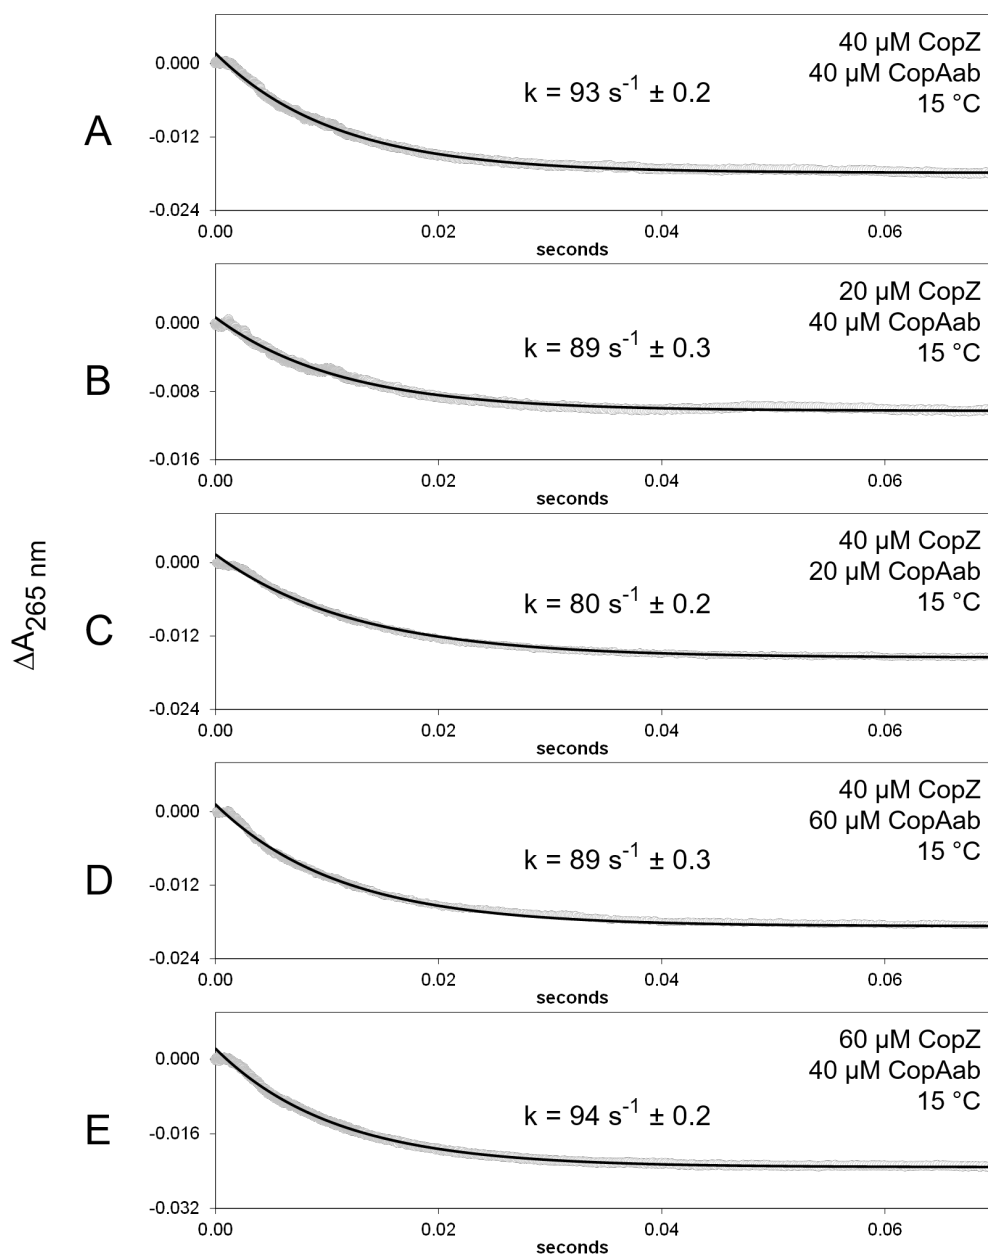 ΔA265 nm
A
0.000
-0.012
-0.024
40 µM CopZ
40 µM CopAab
15 °C
k = 93 s-1 ± 0.2
0.00 0.02 0.04 0.06
seconds
B
0.000
-0.008
-0.016
20 µM CopZ
40 µM CopAab
15 °C
k = 89 s-1 ± 0.3
0.00 0.02 0.04 0.06
seconds
C
0.000
-0.012
-0.024
40 µM CopZ
20 µM CopAab
15 °C
k = 80 s-1 ± 0.2
0.00 0.02 0.04 0.06
seconds
D
0.000
-0.012
-0.024
40 µM CopZ
60 µM CopAab
15 °C
k = 89 s-1 ± 0.3
0.00 0.02 0.04 0.06
seconds
E
0.000
-0.016
-0.032
60 µM CopZ
40 µM CopAab
15 °C
k = 94 s-1 ± 0.2
0.00 0.02 0.04 0.06
seconds